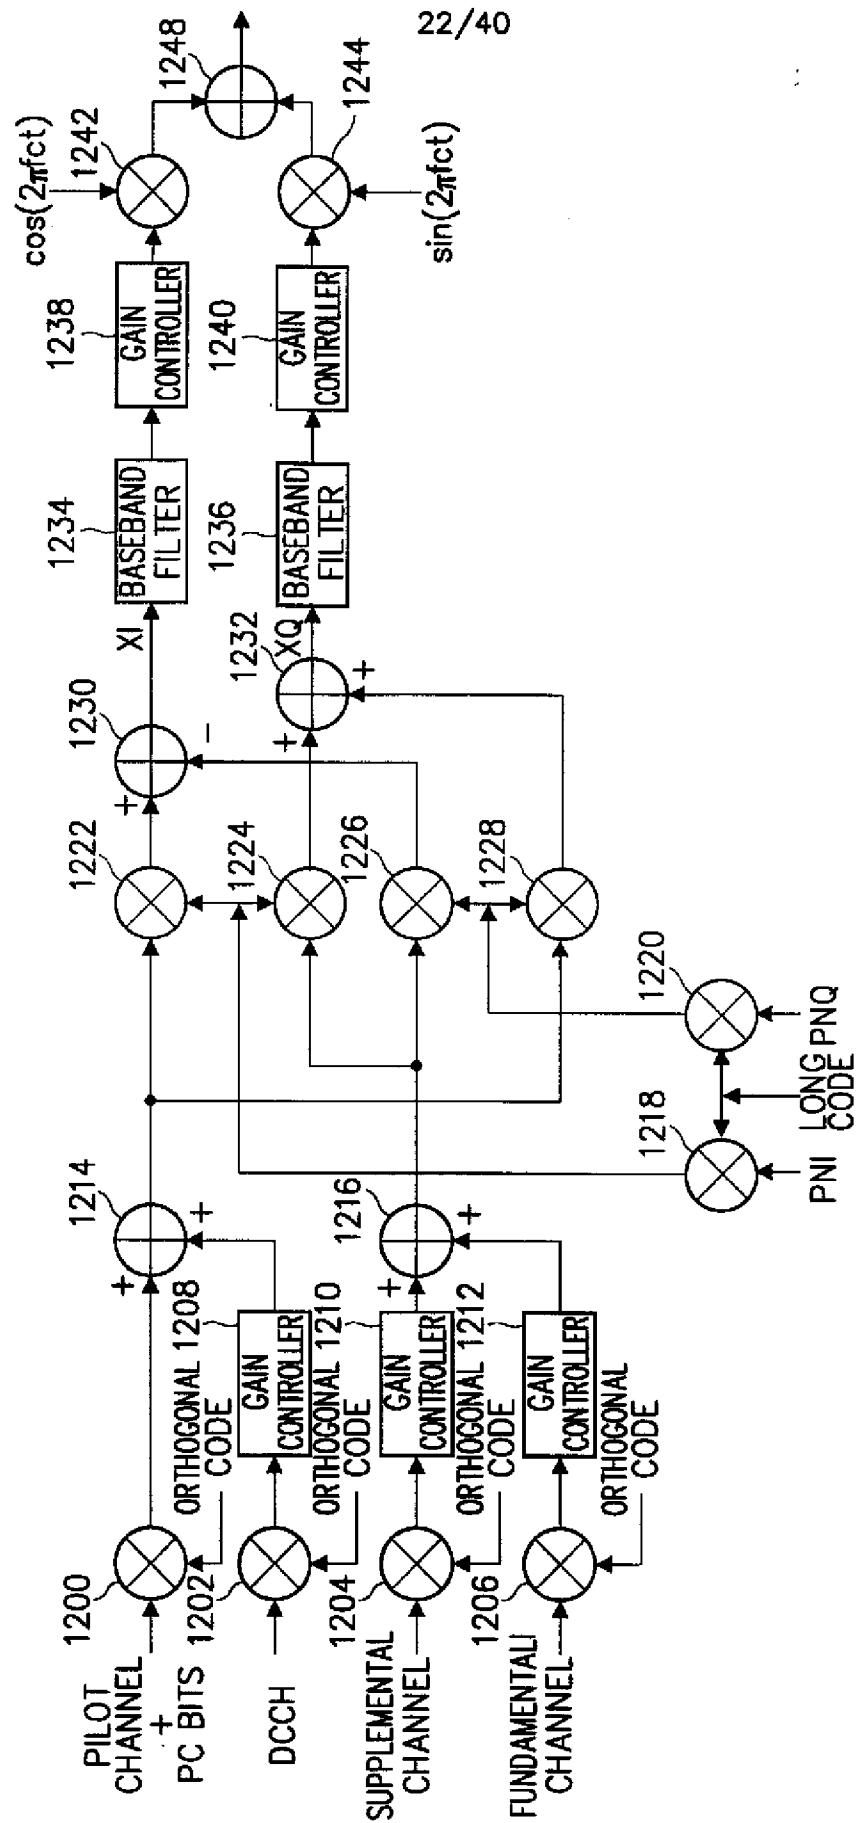 22/40
PILOT
CHANNEL
+
PC BITS
1200
ORTHOGONAL
CODE
DCCH
1202
GAIN
CONTROLLER
1208
ORTHOGONAL
CODE
SUPPLEMENTAL
CHANNEL
1204
GAIN
CONTROLLER
1210
ORTHOGONAL
CODE
FUNDAMENTAL
CHANNEL
1206
GAIN
CONTROLLER
1212
ORTHOGONAL
CODE
+
+
1214
+
+
1216
PNI
1218
LONG
CODE
PNQ
1220
1222
1224
1226
1228
+
-
1230
+
+
1232
XI
XQ
BASEBAND
FILTER
1234
BASEBAND
FILTER
1236
GAIN
CONTROLLER
1238
GAIN
CONTROLLER
1240
cos(2πfct)
1242
sin(2πfct)
1244
1248